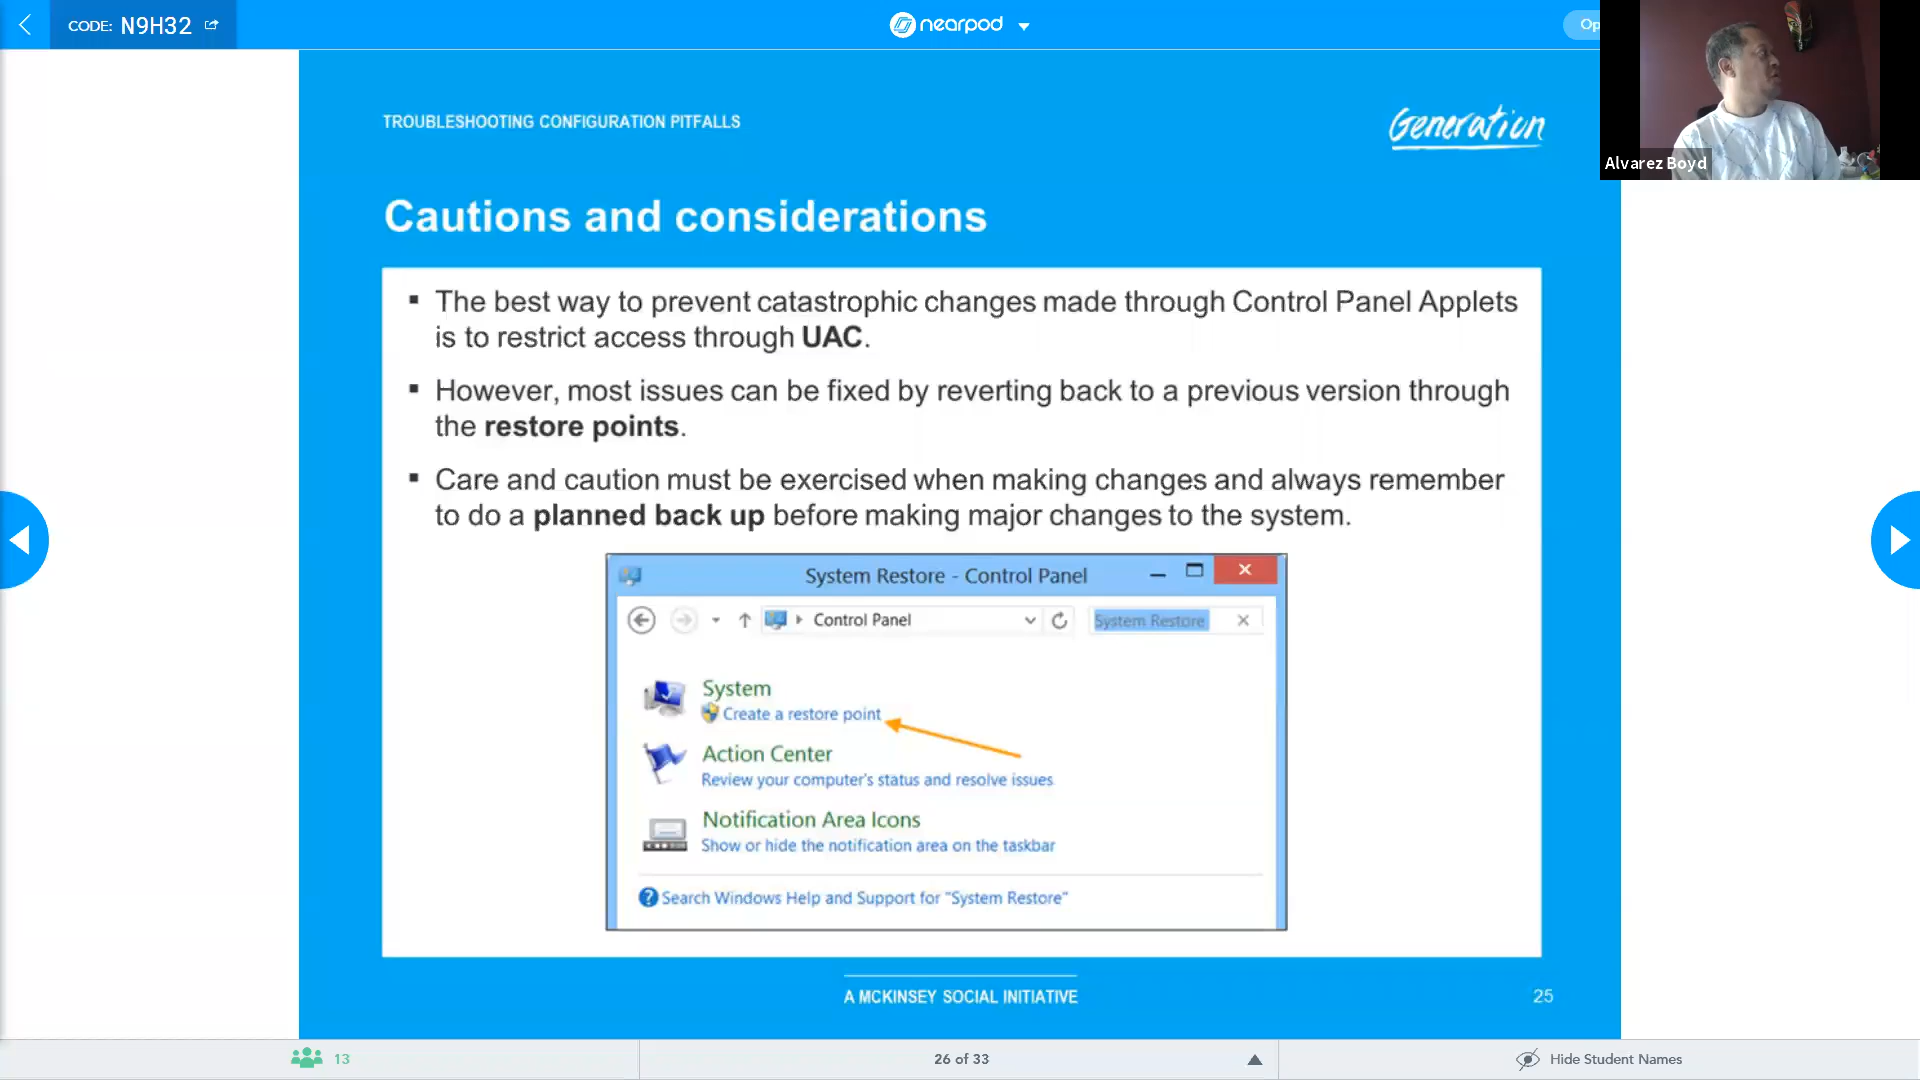 CODE: N9H32
nearpod
Op
Alvarez Boyd
TROUBLESHOOTING CONFIGURATION PITFALLS
Generation
Cautions and considerations
▪ The best way to prevent catastrophic changes made through Control Panel Applets
is to restrict access through UAC.
▪ However, most issues can be fixed by reverting back to a previous version through
the restore points.
▪ Care and caution must be exercised when making changes and always remember
to do a planned back up before making major changes to the system.
System Restore - Control Panel
Control Panel
System Restore
System
Create a restore point
Action Center
Review your computer's status and resolve issues
Notification Area Icons
Show or hide the notification area on the taskbar
Search Windows Help and Support for "System Restore"
A MCKINSEY SOCIAL INITIATIVE
25
13
26 of 33
Hide Student Names